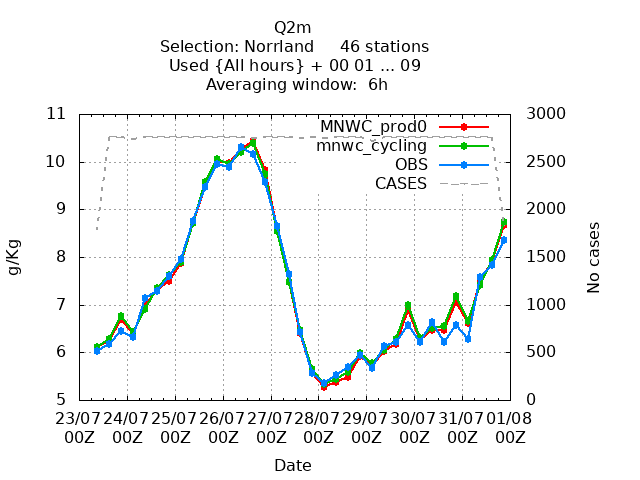 Q2m
Selection: Norrland     46 stations
Used {All hours} + 00 01 ... 09
Averaging window:  6h
11
10
9
8
7
6
5
3000
2500
2000
1500
1000
500
0
MNWC_prod0
mnwc_cycling
OBS
CASES
g/Kg
No cases
23/07 24/07 25/07 26/07 27/07 28/07 29/07 30/07 31/07 01/08
00Z 00Z 00Z 00Z 00Z 00Z 00Z 00Z 00Z 00Z
Date